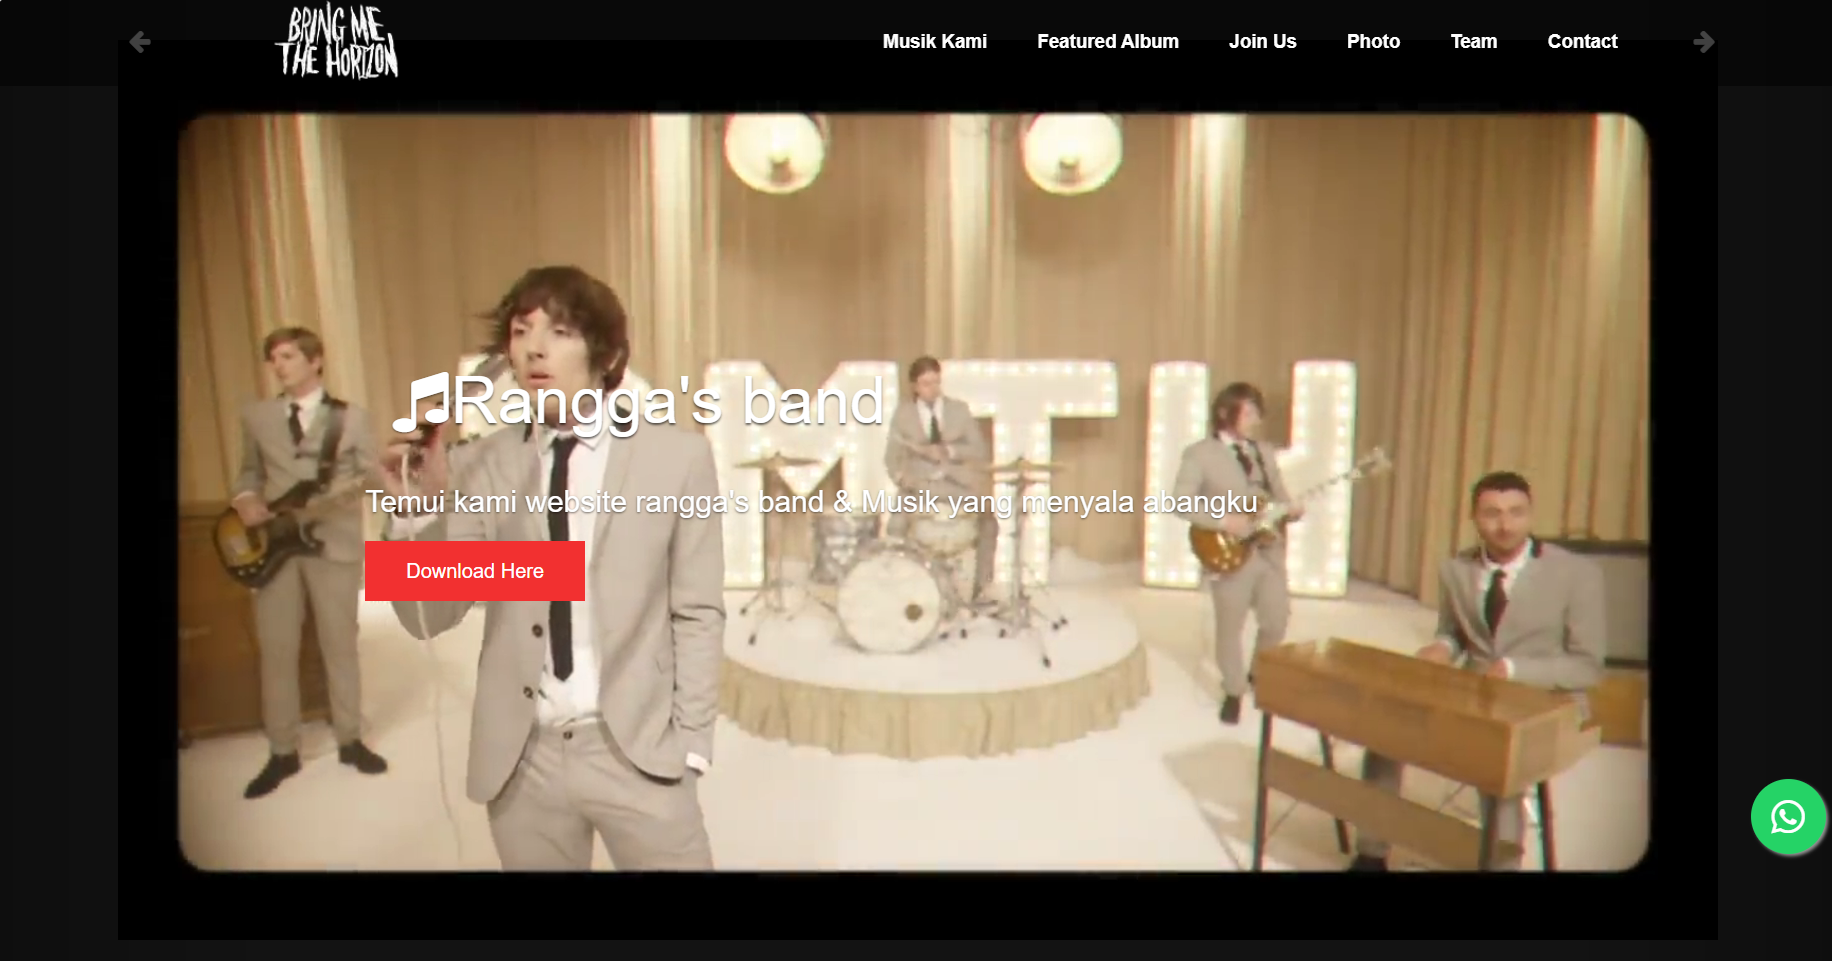 BRING ME
THE HORIZON
Musik Kami
Featured Album
Join Us
Photo
Team
Contact
MTH
Rangga's band
Temui kami website rangga's band & Musik yang menyala abangku
Download Here